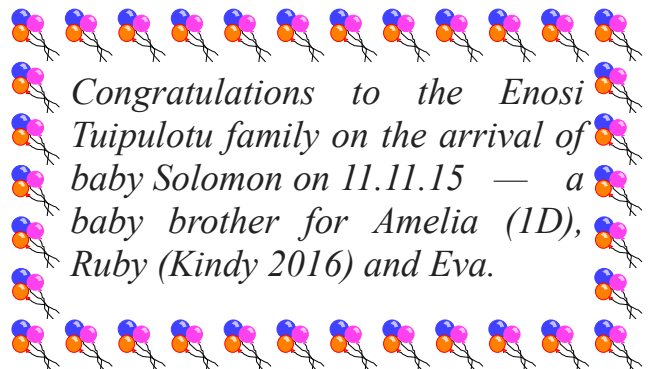 Congratulations to the Enosi
Tuipulotu family on the arrival of
baby Solomon on 11.11.15 — a
baby brother for Amelia (1D),
Ruby (Kindy 2016) and Eva.